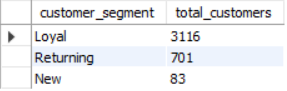 customer_segment total_customers
Loyal 3116
Returning 701
New 83